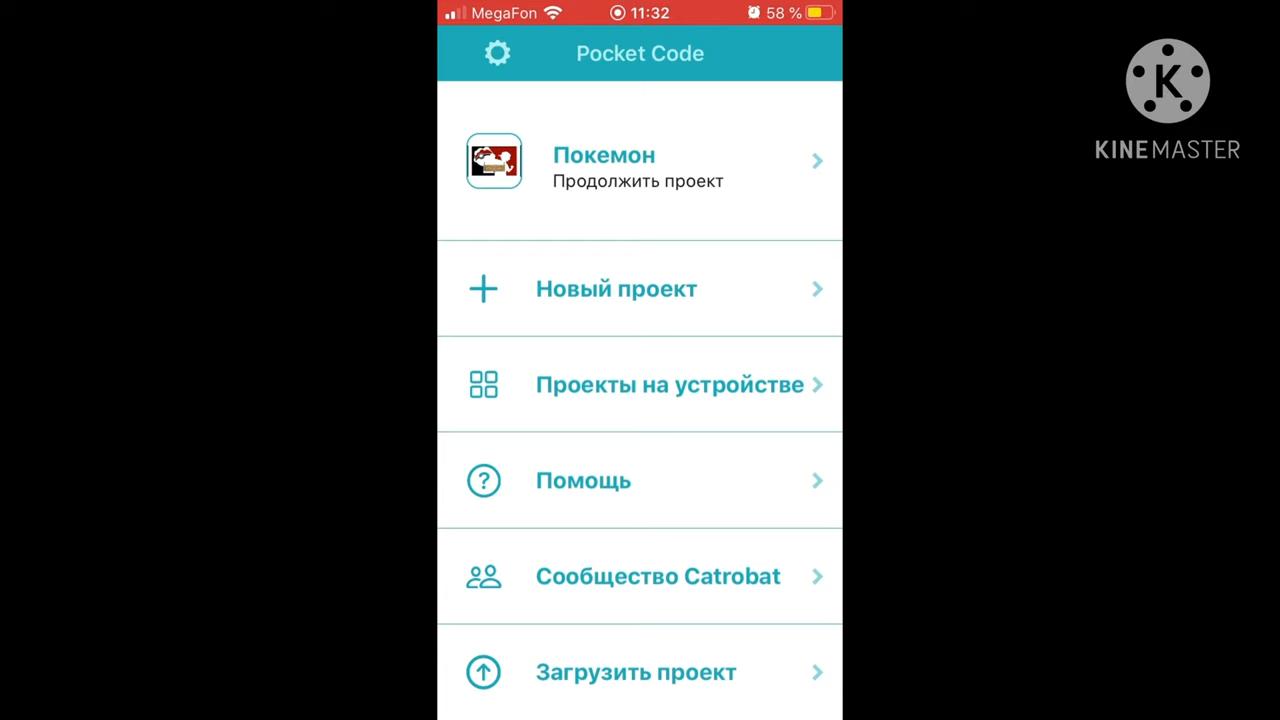 MegaFon 11:32 58 %
Pocket Code
Покемон
Продолжить проект
Новый проект
Проекты на устройстве
Помощь
Сообщество Catrobat
Загрузить проект
K
KINEMASTER